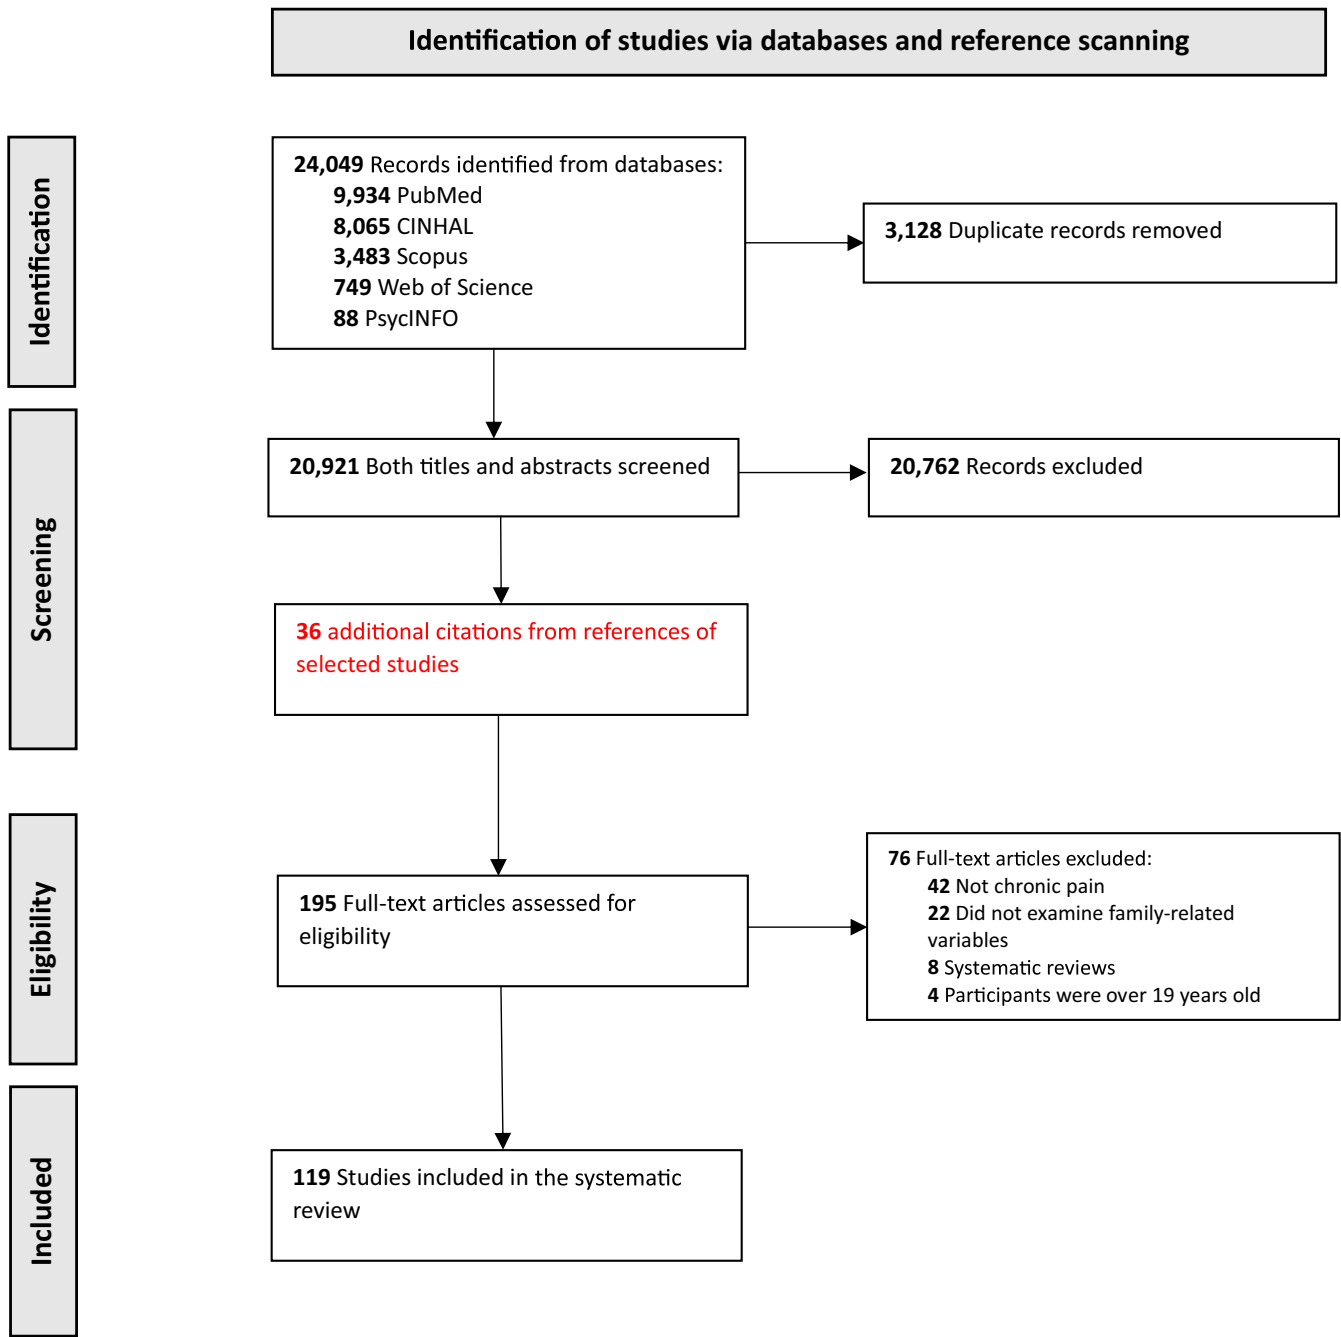 Identification of studies via databases and reference scanning
Identification
24,049 Records identified from databases:
9,934 PubMed
8,065 CINHAL
3,483 Scopus
749 Web of Science
88 PsycINFO
3,128 Duplicate records removed
Screening
20,921 Both titles and abstracts screened
20,762 Records excluded
36 additional citations from references of
selected studies
Eligibility
195 Full-text articles assessed for
eligibility
76 Full-text articles excluded:
42 Not chronic pain
22 Did not examine family-related
variables
8 Systematic reviews
4 Participants were over 19 years old
Included
119 Studies included in the systematic
review